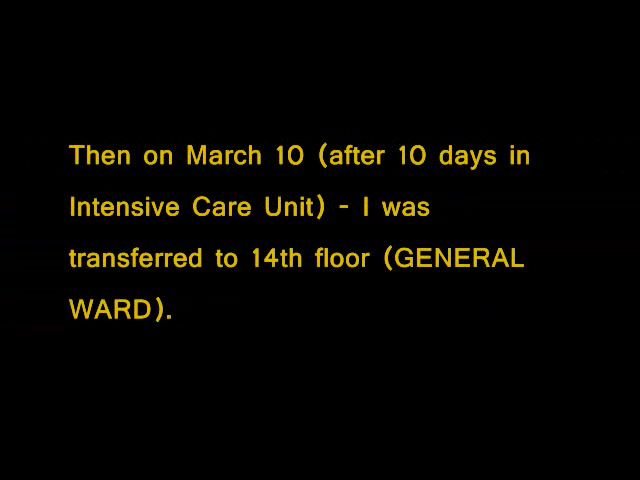 Then on March 10 (after 10 days in
Intensive Care Unit) - I was
transferred to 14th floor (GENERAL
WARD).